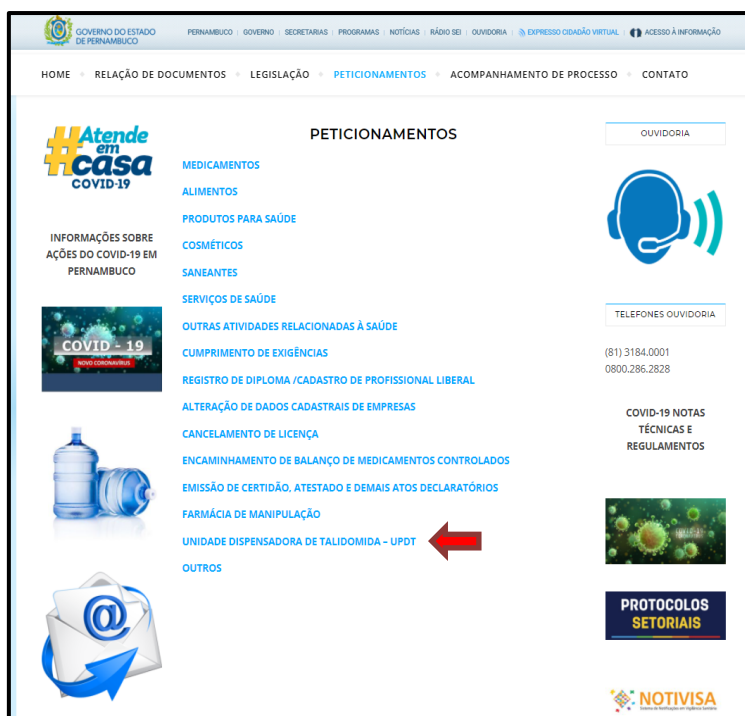 GOVERNO DO ESTADO
DE PERNAMBUCO
PERNAMBUCO | GOVERNO | SECRETARIAS | PROGRAMAS | NOTÍCIAS | RÁDIO SEI | OUVIDORIA | EXPRESSO CIDADÃO VIRTUAL | ACESSO À INFORMAÇÃO
HOME RELAÇÃO DE DOCUMENTOS LEGISLAÇÃO PETICIONAMENTOS ACOMPANHAMENTO DE PROCESSO CONTATO
#Atende
em
casa
COVID-19
INFORMAÇÕES SOBRE
AÇÕES DO COVID-19 EM
PERNAMBUCO
COVID - 19
NOVO CORONAVÍRUS
@
PETICIONAMENTOS
MEDICAMENTOS
ALIMENTOS
PRODUTOS PARA SAÚDE
COSMÉTICOS
SANEANTES
SERVIÇOS DE SAÚDE
OUTRAS ATIVIDADES RELACIONADAS À SAÚDE
CUMPRIMENTO DE EXIGÊNCIAS
REGISTRO DE DIPLOMA /CADASTRO DE PROFISSIONAL LIBERAL
ALTERAÇÃO DE DADOS CADASTRAIS DE EMPRESAS
CANCELAMENTO DE LICENÇA
ENCAMINHAMENTO DE BALANÇO DE MEDICAMENTOS CONTROLADOS
EMISSÃO DE CERTIDÃO, ATESTADO E DEMAIS ATOS DECLARATÓRIOS
FARMÁCIA DE MANIPULAÇÃO
UNIDADE DISPENSADORA DE TALIDOMIDA – UPDT
OUTROS
OUVIDORIA
TELEFONES OUVIDORIA
(81) 3184.0001
0800.286.2828
COVID-19 NOTAS
TÉCNICAS E
REGULAMENTOS
PROTOCOLOS
SETORIAIS
NOTIVISA
Sistema de Notificações em Vigilância Sanitária